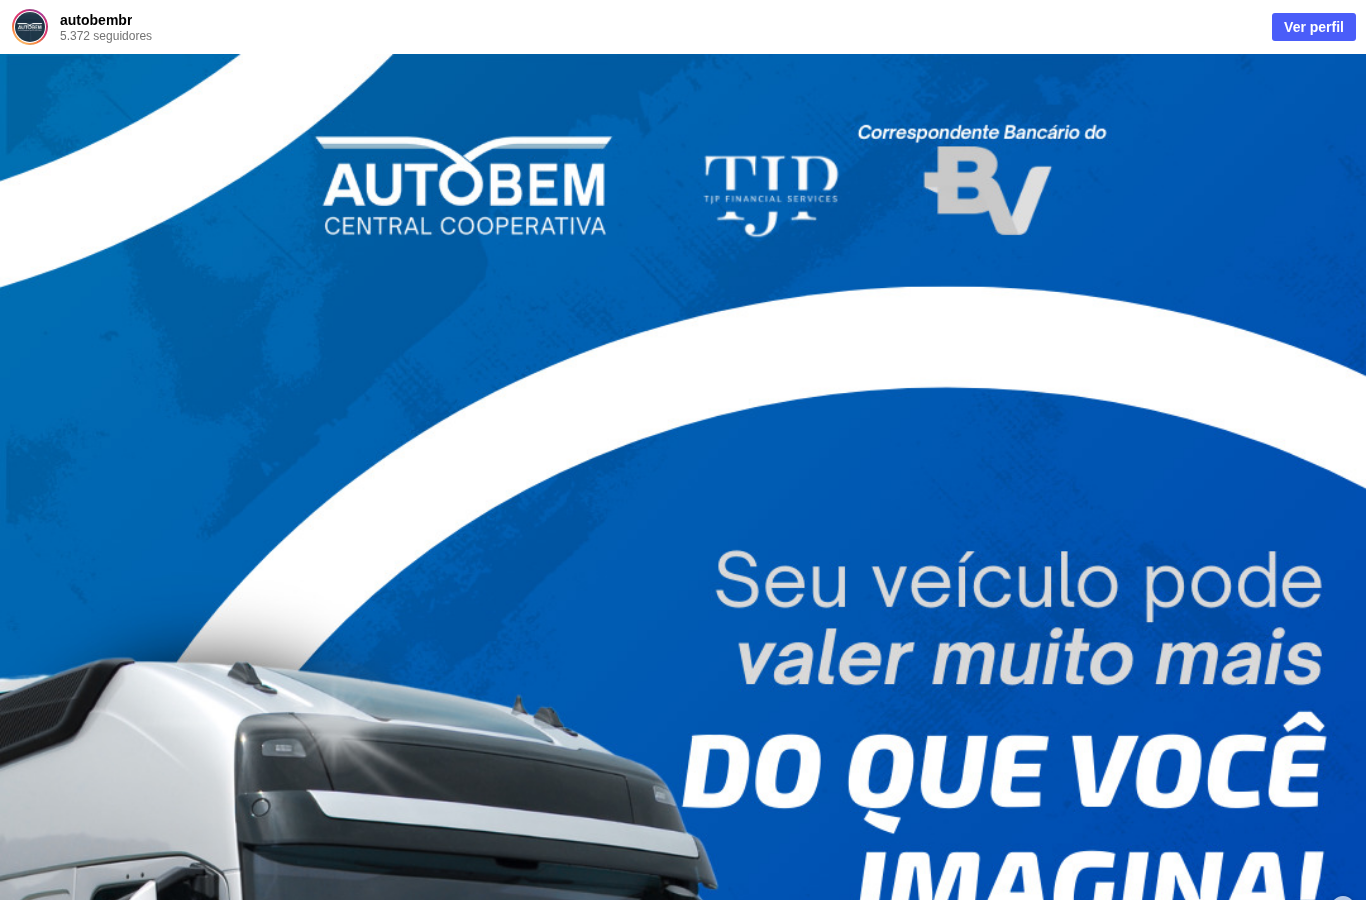 autobembr
5.372 seguidores
Ver perfil
AUTOBEM
CENTRAL COOPERATIVA
TJP
TJP FINANCIAL SERVICES
Correspondente Bancário do
BV
Seu veículo pode
valer muito mais
DO QUE VOCÊ
IMAGINA!